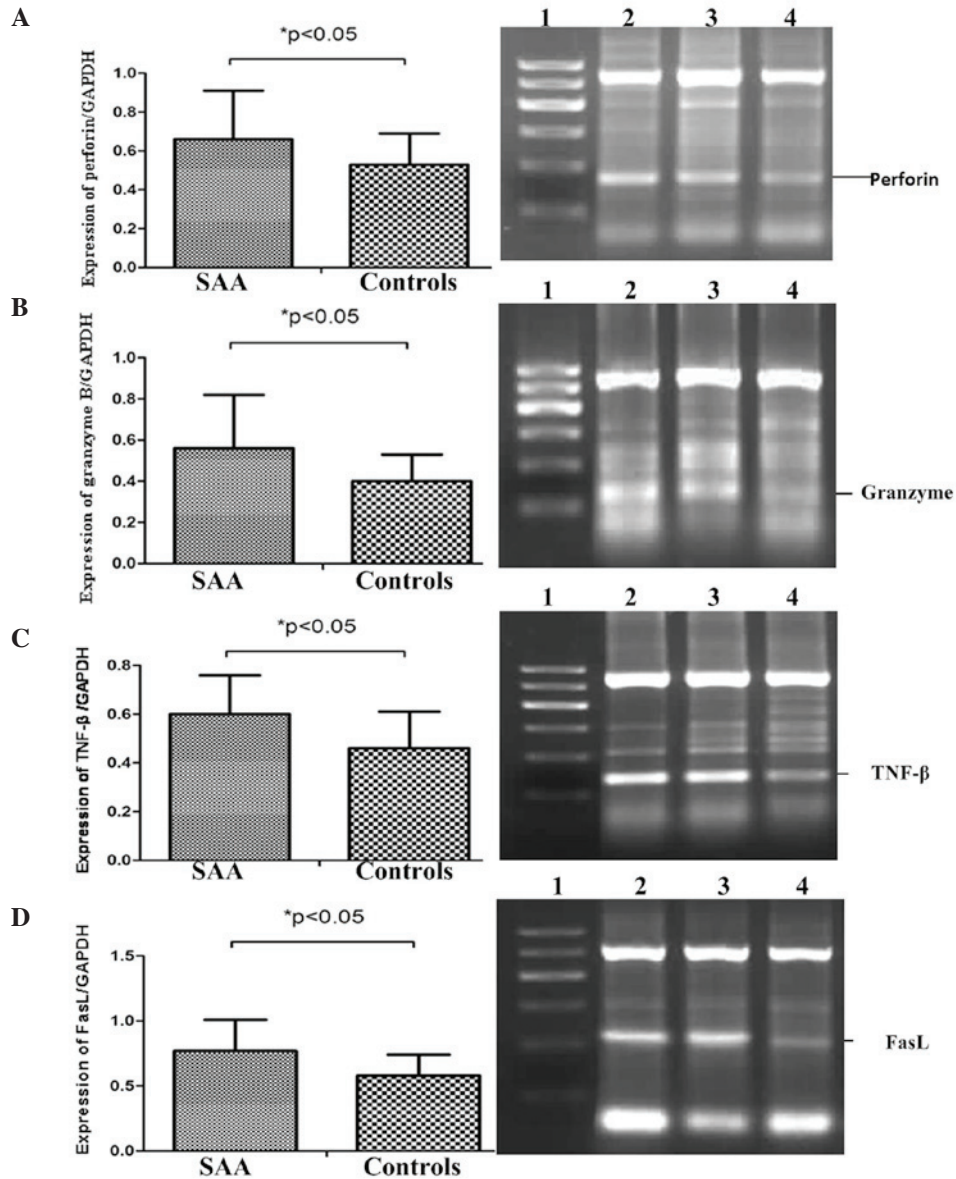 A
Expression of perforin/GAPDH
*p<0.05
1.0
0.8
0.6
0.4
0.2
0.0
SAA Controls
1 2 3 4
Perforin
B
Expression of granzyme B/GAPDH
*p<0.05
1.0
0.8
0.6
0.4
0.2
0.0
SAA Controls
1 2 3 4
Granzyme
C
Expression of TNF-β/GAPDH
*p<0.05
0.8
0.6
0.4
0.2
0.0
SAA Controls
1 2 3 4
TNF-β
D
Expression of FasL/GAPDH
*p<0.05
1.5
1.0
0.5
0.0
SAA Controls
1 2 3 4
FasL